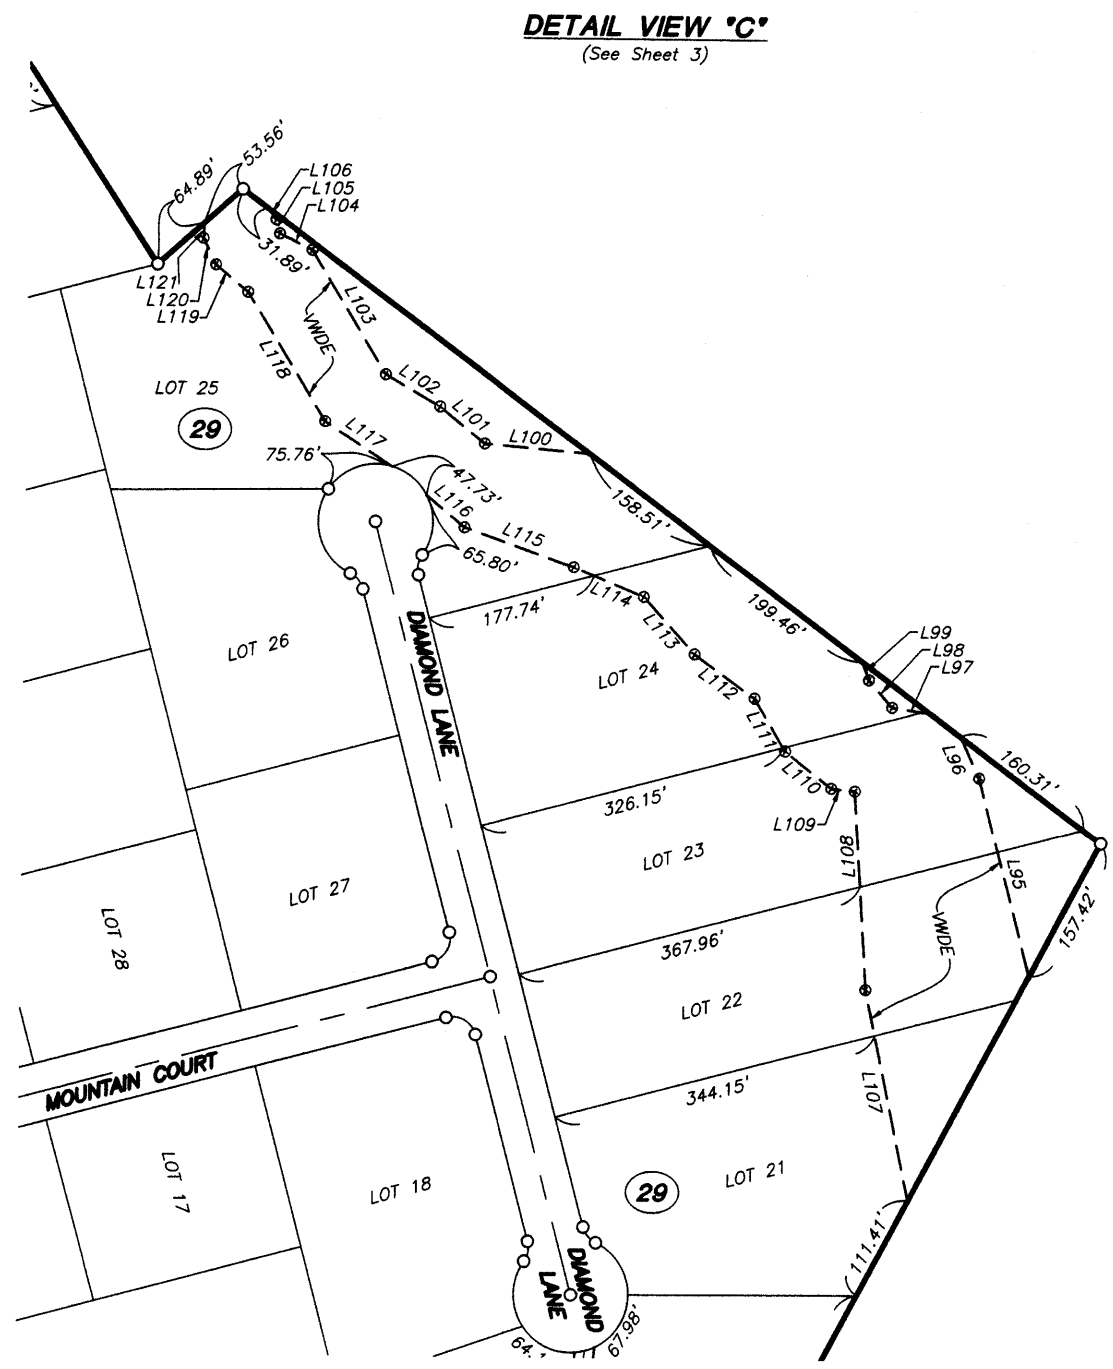 DETAIL VIEW "C"
(See Sheet 3)
64.89'
53.56'
L106
L105
L104
31.89'
L121
L120
L119
L103
VWDE
L118
L102
L101
L100
LOT 25
29
L117
75.76'
47.73'
L116
L115
65.80'
158.51'
L114
177.74'
199.46'
L113
LOT 26
LOT 24
L112
L99
L98
L97
L111
L96
L110
160.31'
326.15'
L109
DIAMOND LANE
LOT 23
L108
L95
157.42'
VWDE
LOT 27
LOT 28
367.96'
LOT 22
MOUNTAIN COURT
344.15'
L107
LOT 17
LOT 18
29
LOT 21
111.41'
DIAMOND
LANE
67.98'